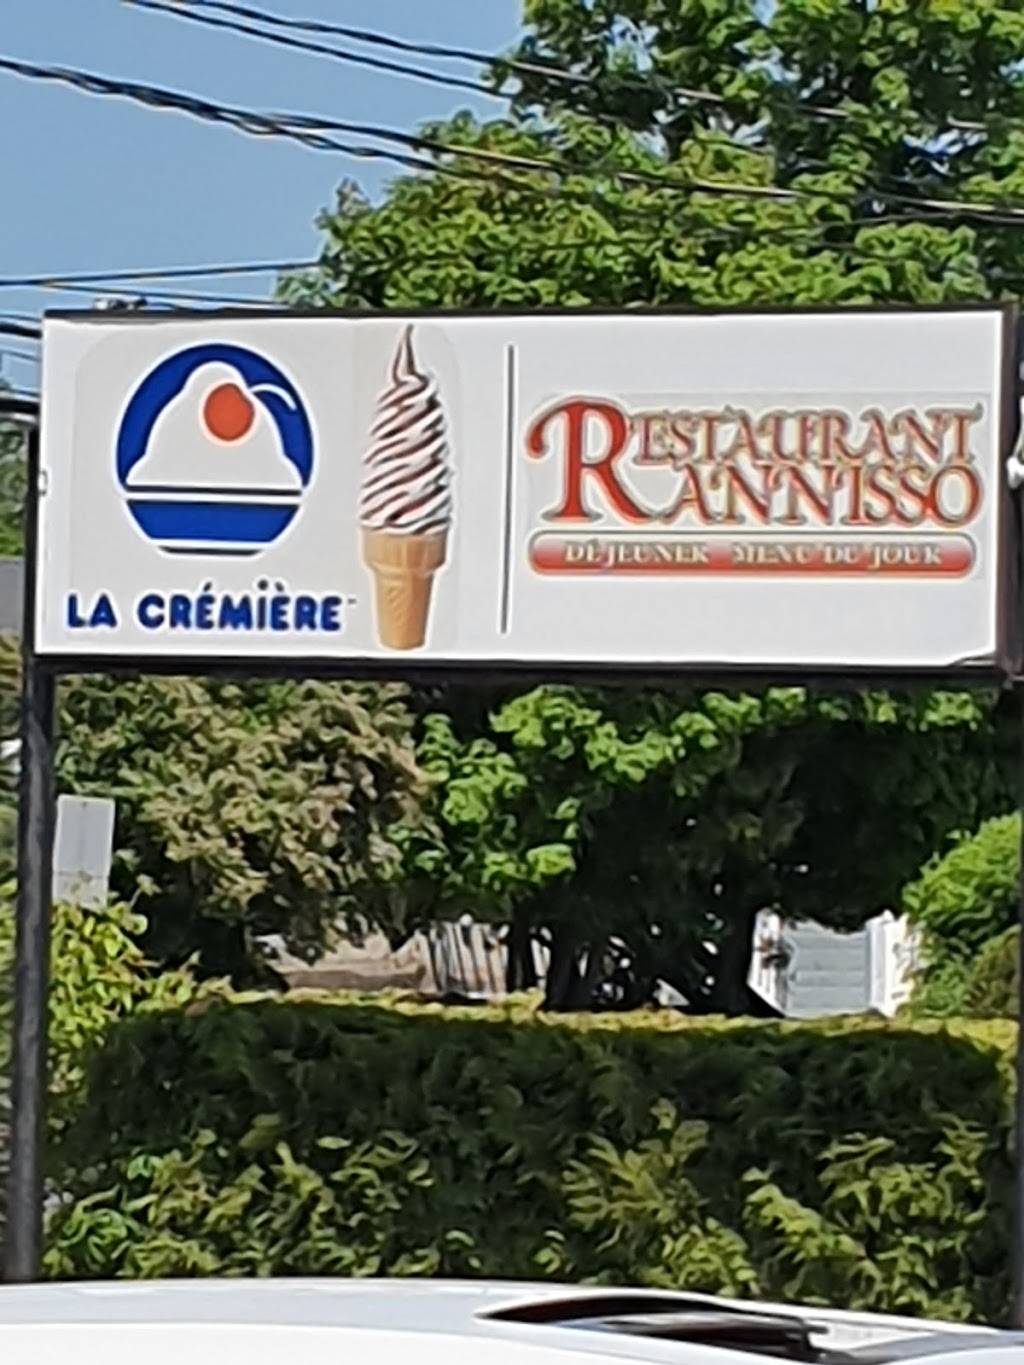 LA CRÉMIÈRE
RESTAURANT
RANNISSO
DÉJEUNER MENU DU JOUR